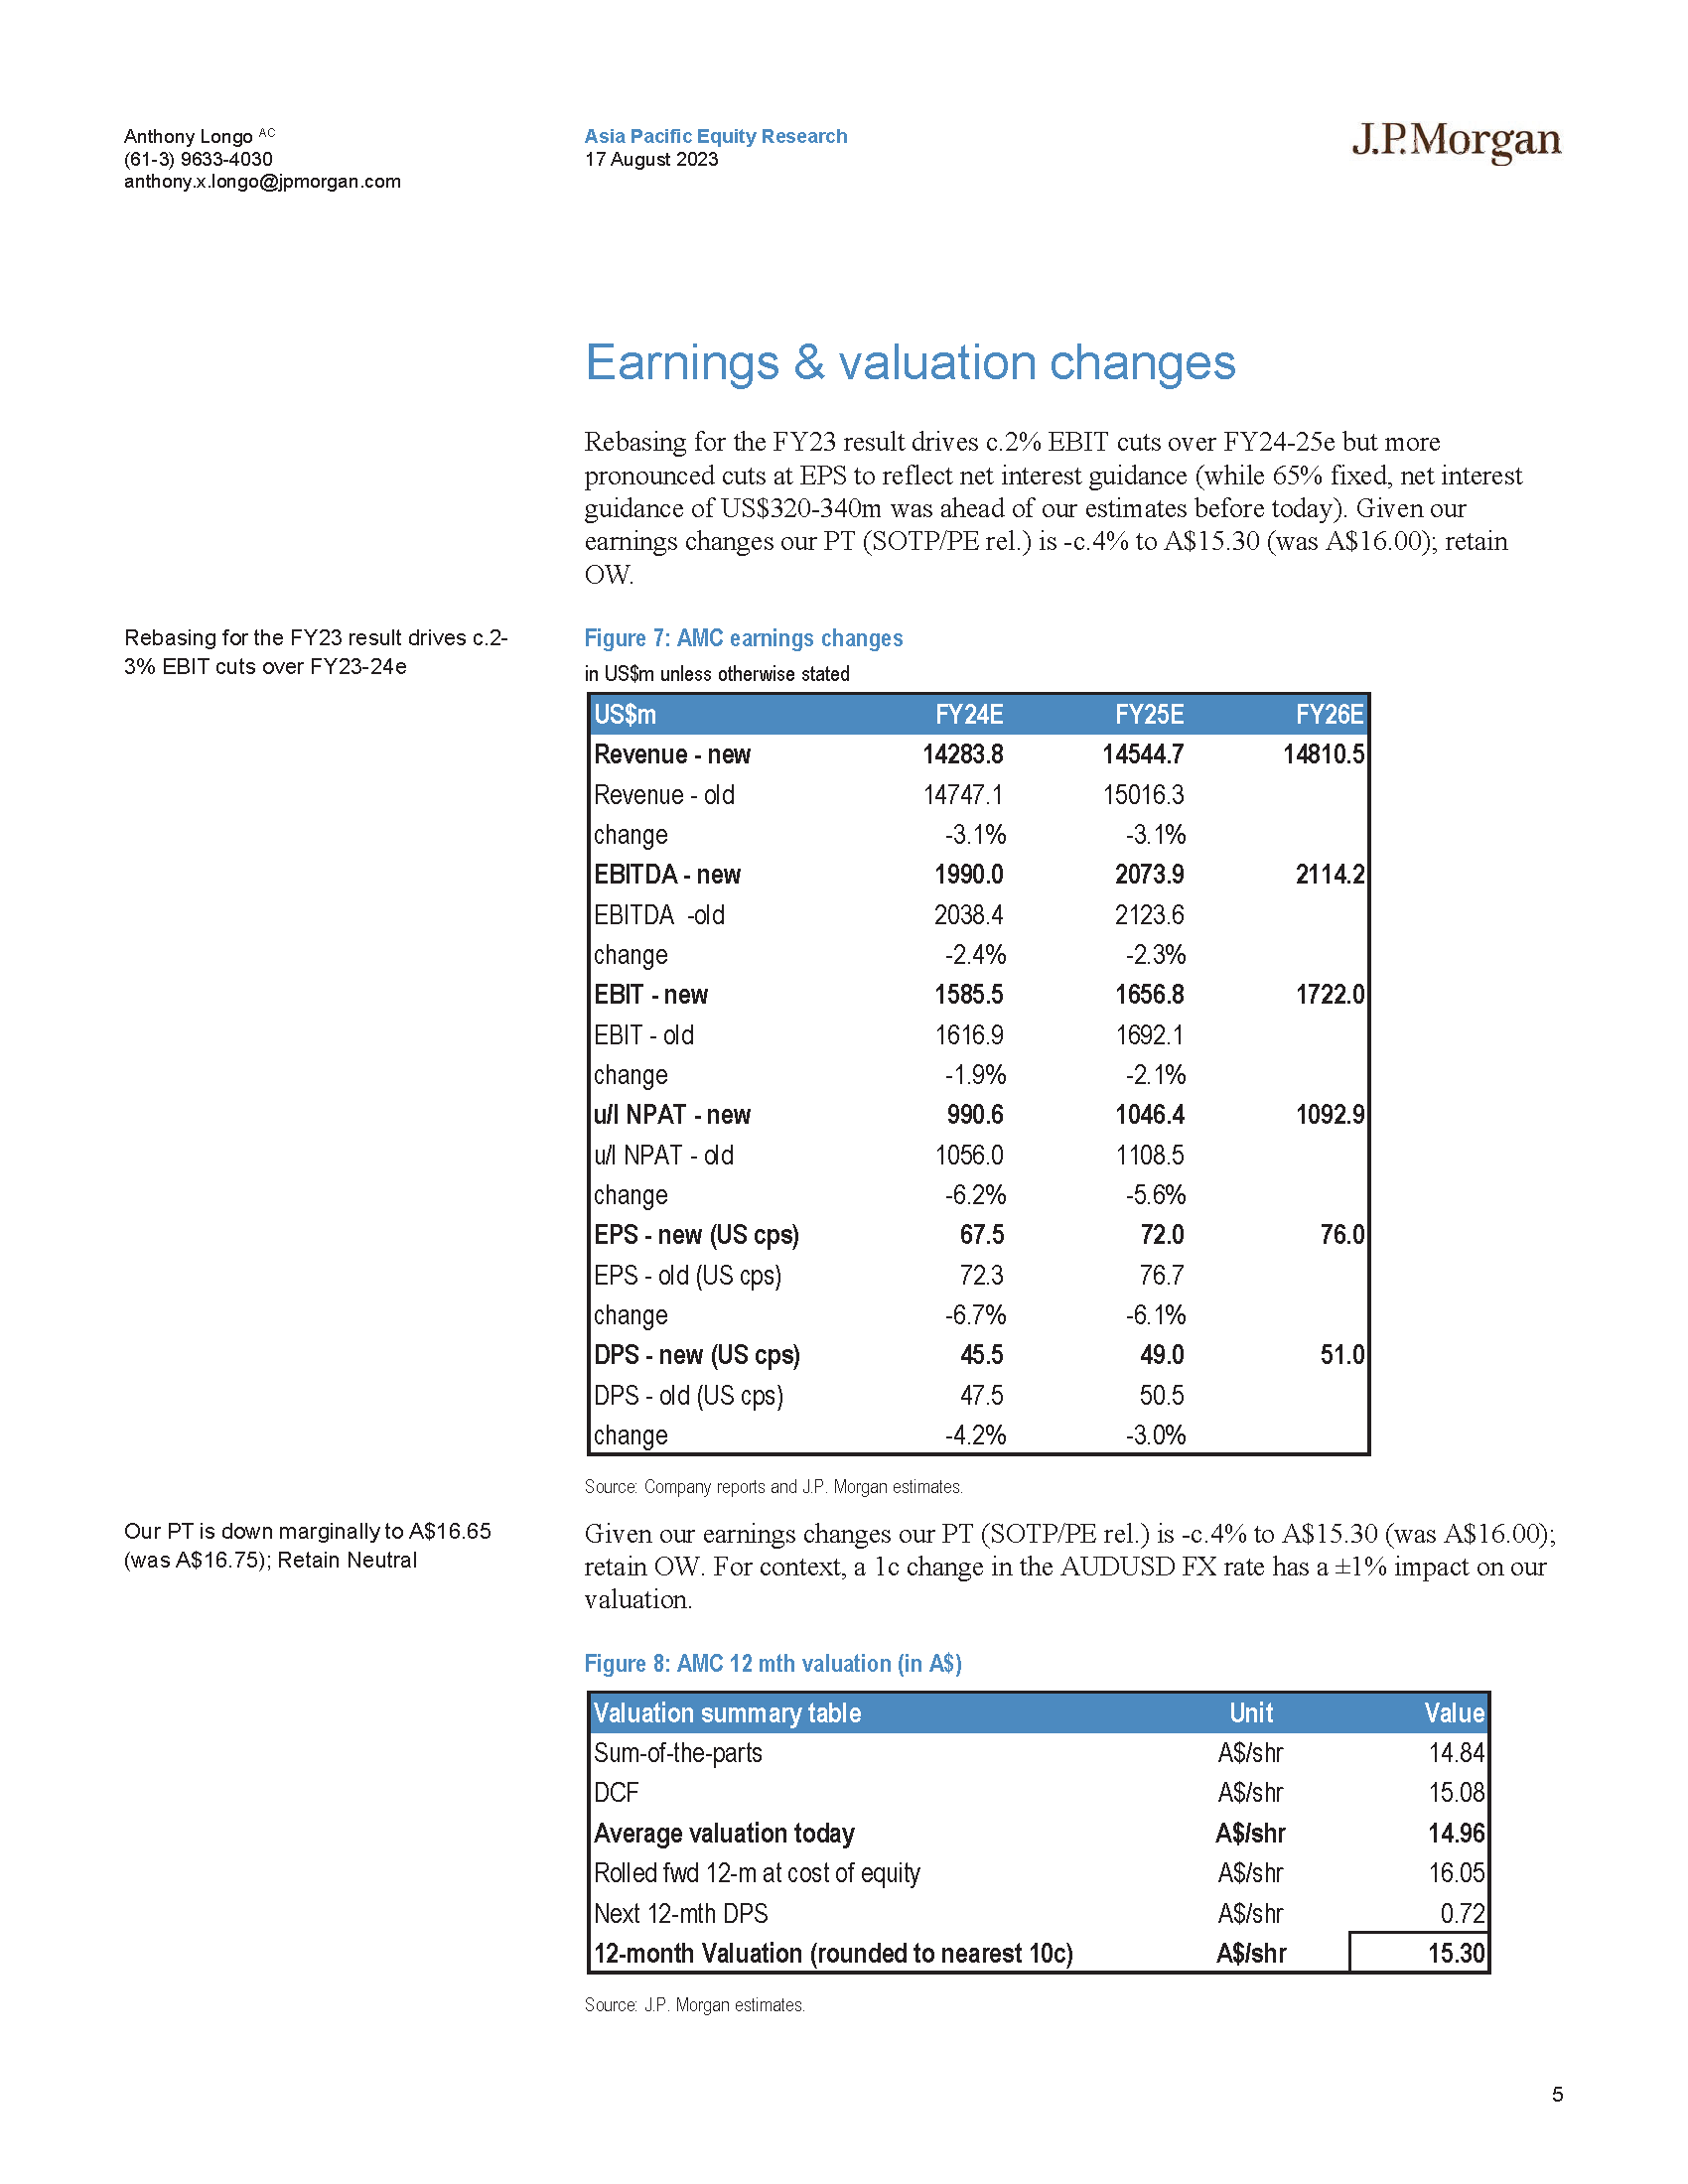 Anthony Longo AC
(61-3) 9633-4030
anthony.x.longo@jpmorgan.com
Asia Pacific Equity Research
17 August 2023
J.P.Morgan
Earnings & valuation changes
Rebasing for the FY23 result drives c.2% EBIT cuts over FY24-25e but more
pronounced cuts at EPS to reflect net interest guidance (while 65% fixed, net interest
guidance of US$320-340m was ahead of our estimates before today). Given our
earnings changes our PT (SOTP/PE rel.) is -c.4% to A$15.30 (was A$16.00); retain
OW.
Rebasing for the FY23 result drives c.2-
3% EBIT cuts over FY23-24e
Figure 7: AMC earnings changes
in US$m unless otherwise stated
US$m FY24E FY25E FY26E
Revenue - new 14283.8 14544.7 14810.5
Revenue - old 14747.1 15016.3
change -3.1% -3.1%
EBITDA - new 1990.0 2073.9 2114.2
EBITDA -old 2038.4 2123.6
change -2.4% -2.3%
EBIT - new 1585.5 1656.8 1722.0
EBIT - old 1616.9 1692.1
change -1.9% -2.1%
u/l NPAT - new 990.6 1046.4 1092.9
u/l NPAT - old 1056.0 1108.5
change -6.2% -5.6%
EPS - new (US cps) 67.5 72.0 76.0
EPS - old (US cps) 72.3 76.7
change -6.7% -6.1%
DPS - new (US cps) 45.5 49.0 51.0
DPS - old (US cps) 47.5 50.5
change -4.2% -3.0%
Source: Company reports and J.P. Morgan estimates.
Our PT is down marginally to A$16.65
(was A$16.75); Retain Neutral
Given our earnings changes our PT (SOTP/PE rel.) is -c.4% to A$15.30 (was A$16.00);
retain OW. For context, a 1c change in the AUDUSD FX rate has a ±1% impact on our
valuation.
Figure 8: AMC 12 mth valuation (in A$)
Valuation summary table Unit Value
Sum-of-the-parts A$/shr 14.84
DCF A$/shr 15.08
Average valuation today A$/shr 14.96
Rolled fwd 12-m at cost of equity A$/shr 16.05
Next 12-mth DPS A$/shr 0.72
12-month Valuation (rounded to nearest 10c) A$/shr 15.30
Source: J.P. Morgan estimates.
5